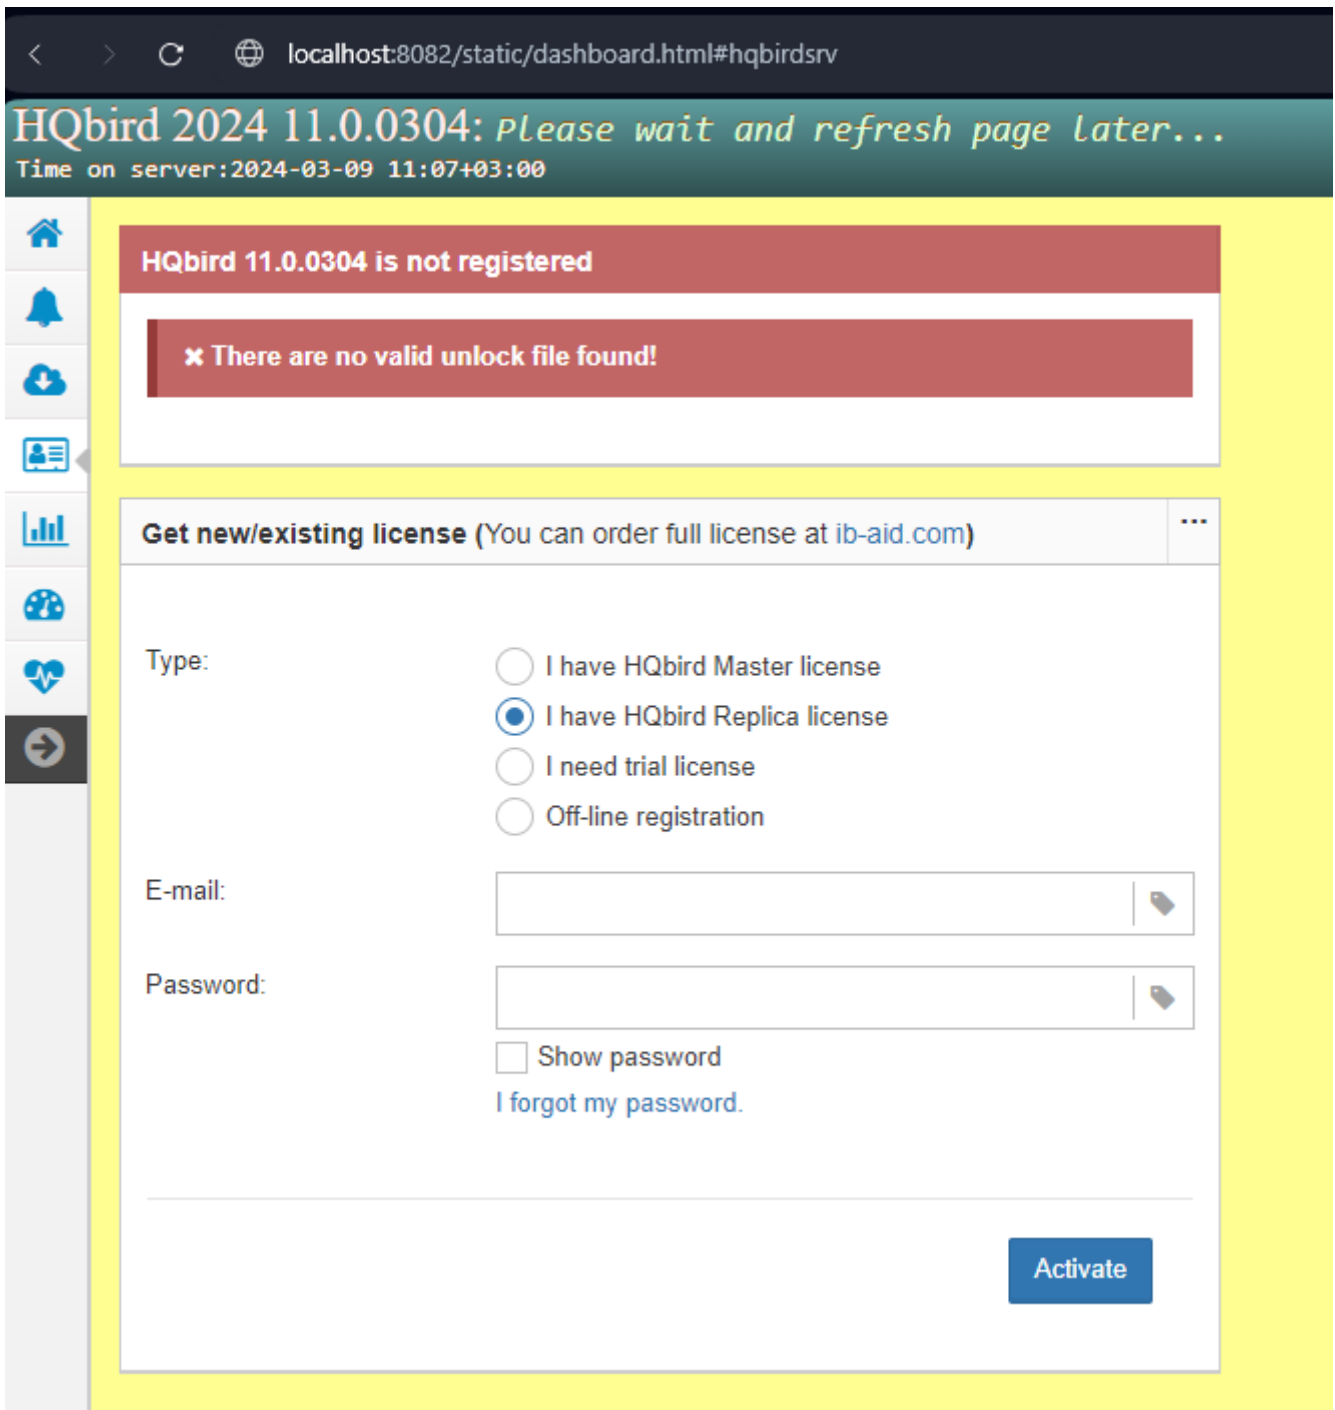 localhost:8082/static/dashboard.html#hqbirdsrv
HQbird 2024 11.0.0304: Please wait and refresh page later...
Time on server:2024-03-09 11:07+03:00
HQbird 11.0.0304 is not registered
✖ There are no valid unlock file found!
Get new/existing license (You can order full license at ib-aid.com)
...
Type:
I have HQbird Master license
I have HQbird Replica license
I need trial license
Off-line registration
E-mail:
Password:
Show password
I forgot my password.
Activate